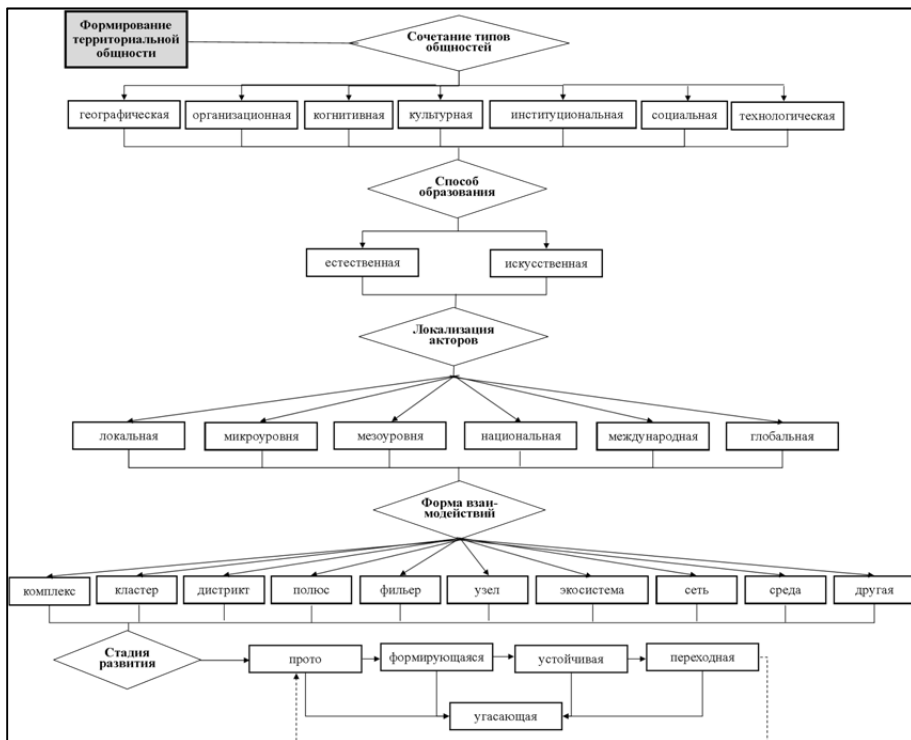 Формирование
территориальной
общности
Сочетание типов
общностей
географическая
организационная
когнитивная
культурная
институциональная
социальная
технологическая
Способ
образования
естественная
искусственная
Локализация
акторов
локальная
микроуровня
мезоуровня
национальная
международная
глобальная
Форма взаи-
модействий
комплекс
кластер
дистрикт
полюс
фильер
узел
экосистема
сеть
среда
другая
Стадия
развития
прото
формирующаяся
устойчивая
переходная
угасающая